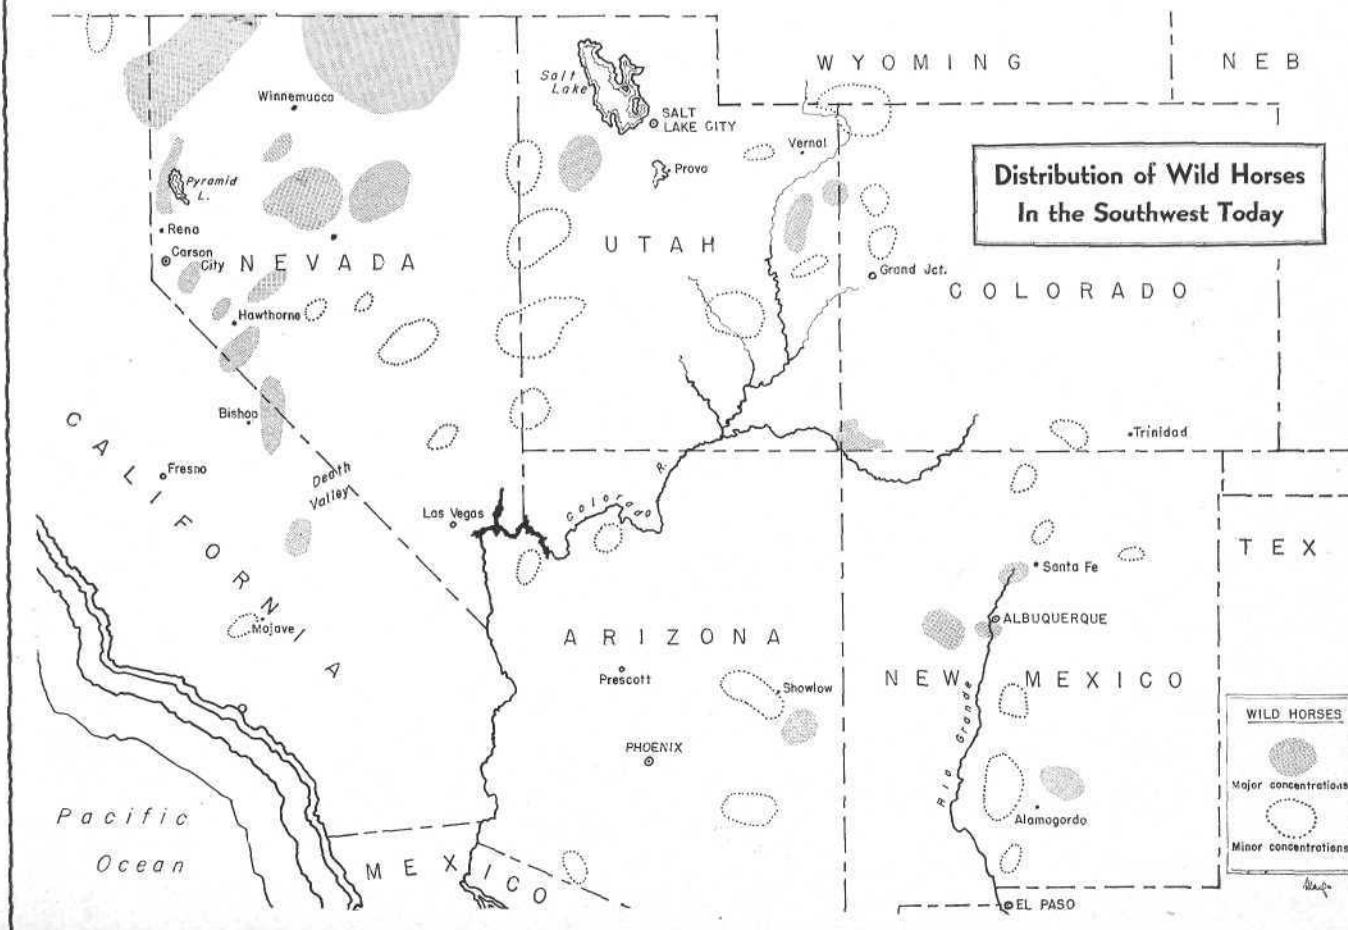 WYOMING
NEB
Salt
Lake
Winnemucca
SALT
LAKE CITY
Vernal
Distribution of Wild Horses
In the Southwest Today
Provo
Pyramid
L.
Reno
Carson
City
NEVADA
UTAH
Grand Jct.
COLORADO
Hawthorne
Bishop
Trinidad
CALIFORNIA
Fresno
Death
Valley
Las Vegas
Colorado R.
TEX
Santa Fe
ALBUQUERQUE
Mojave
ARIZONA
Prescott
Showlow
NEW MEXICO
Rio Grande
PHOENIX
WILD HORSES
Major concentrations
Minor concentrations
Alamogordo
Pacific
Ocean
MEXICO
EL PASO